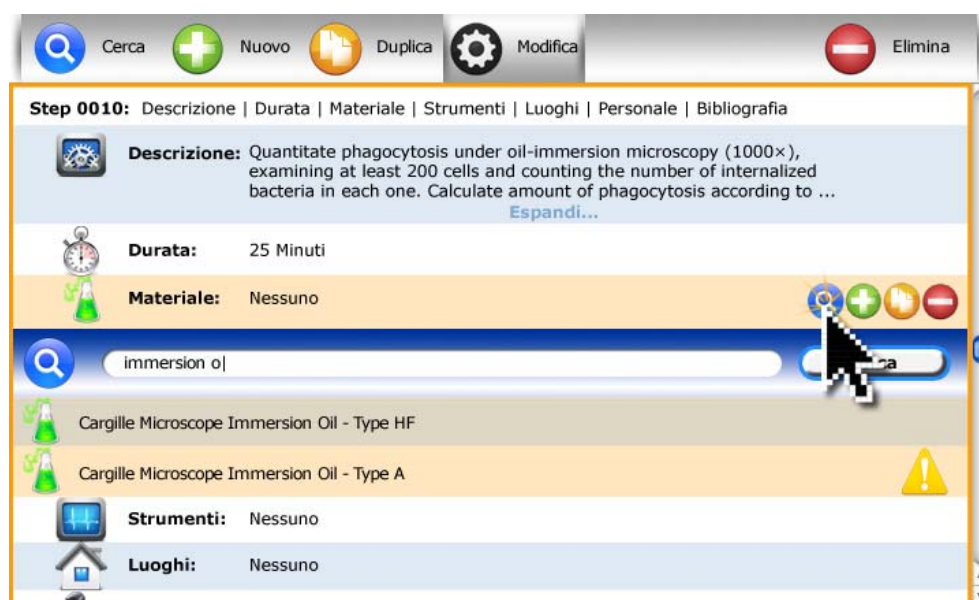 Cerca Nuovo Duplica Modifica Elimina
Step 0010: Descrizione | Durata | Materiale | Strumenti | Luoghi | Personale | Bibliografia
Descrizione: Quantitate phagocytosis under oil-immersion microscopy (1000×),
examining at least 200 cells and counting the number of internalized
bacteria in each one. Calculate amount of phagocytosis according to ...
Espandi...
Durata: 25 Minuti
Materiale: Nessuno
immersion o
Cargille Microscope Immersion Oil - Type HF
Cargille Microscope Immersion Oil - Type A
Strumenti: Nessuno
Luoghi: Nessuno